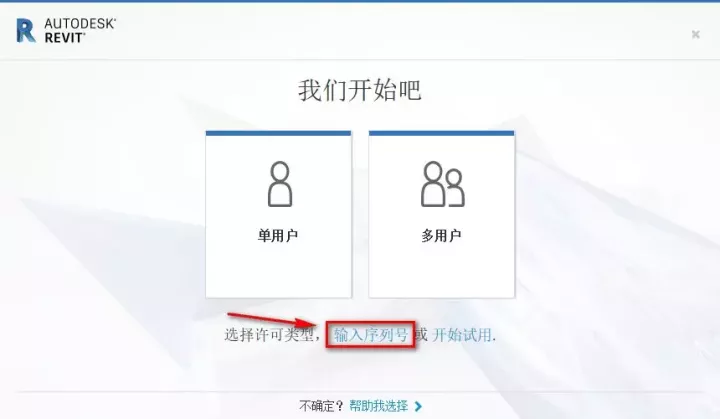 AUTODESK®
REVIT®
我们开始吧
单用户
多用户
选择许可类型，输入序列号或 开始试用.
不确定？帮助我选择